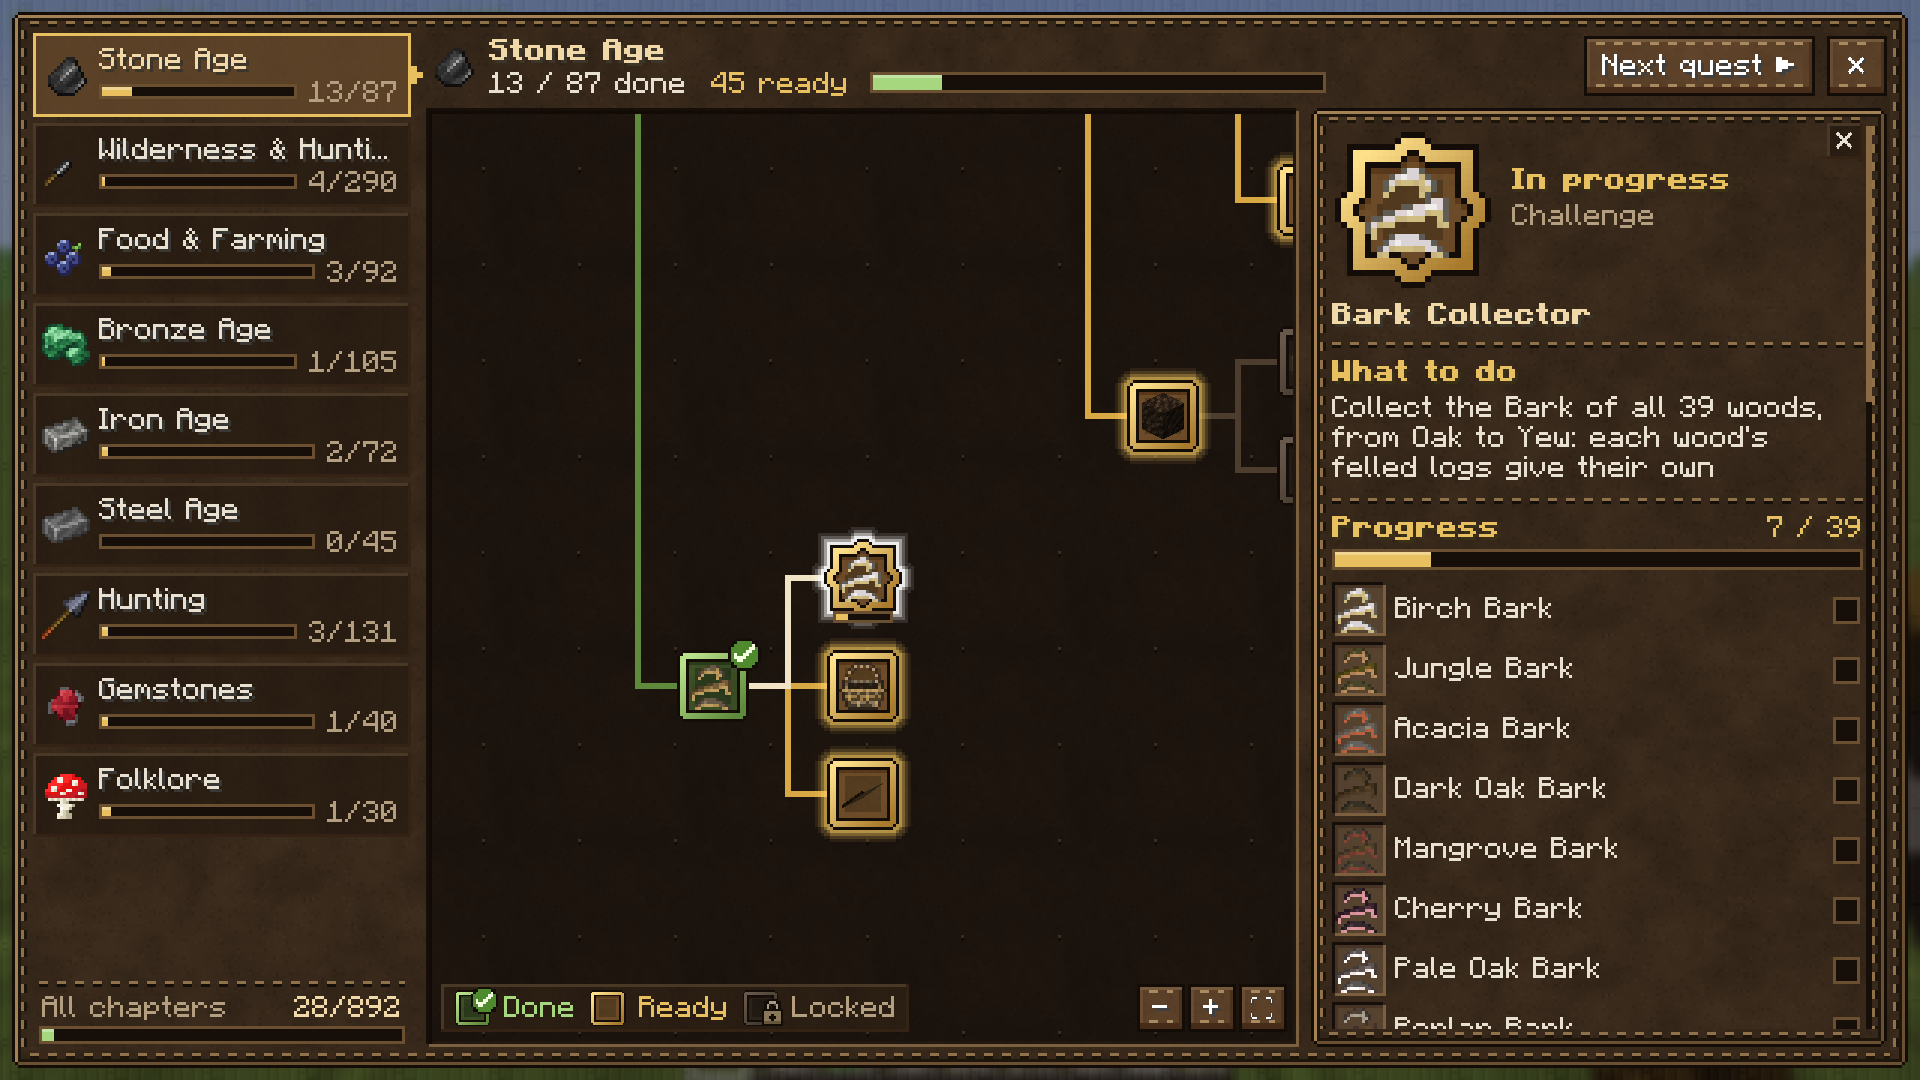 Stone Age
13/87
Wilderness & Hunti...
4/290
Food & Farming
3/92
Bronze Age
1/105
Iron Age
2/72
Steel Age
0/45
Hunting
3/131
Gemstones
1/40
Folklore
1/30
All chapters 28/892
Stone Age
13 / 87 done 45 ready
Next quest
Done Ready Locked
In progress
Challenge
Bark Collector
What to do
Collect the Bark of all 39 woods,
from Oak to Yew: each wood's
felled logs give their own
Progress 7 / 39
Birch Bark
Jungle Bark
Acacia Bark
Dark Oak Bark
Mangrove Bark
Cherry Bark
Pale Oak Bark
Poplar Bark